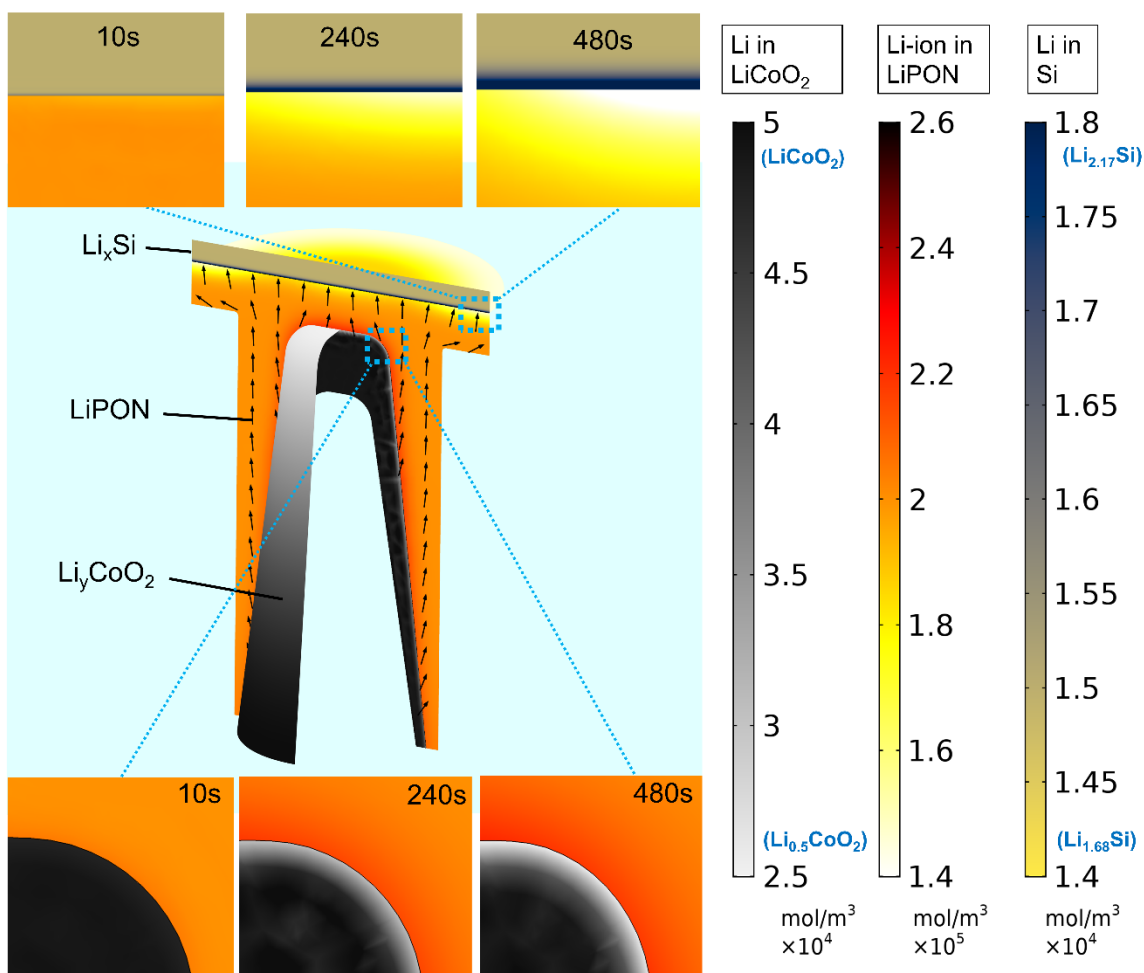 10s
240s
480s
Li in
LiCoO₂
Li-ion in
LiPON
Li in
Si
LiₓSi
LiPON
LiᵧCoO₂
10s
240s
480s
5
(LiCoO₂)
4.5
4
3.5
3
(Li₀.₅CoO₂)
2.5
mol/m³
×10⁴
2.6
2.4
2.2
2
1.8
1.6
1.4
mol/m³
×10⁵
1.8
(Li₂.₁₇Si)
1.75
1.7
1.65
1.6
1.55
1.5
1.45
(Li₁.₆₈Si)
1.4
mol/m³
×10⁴